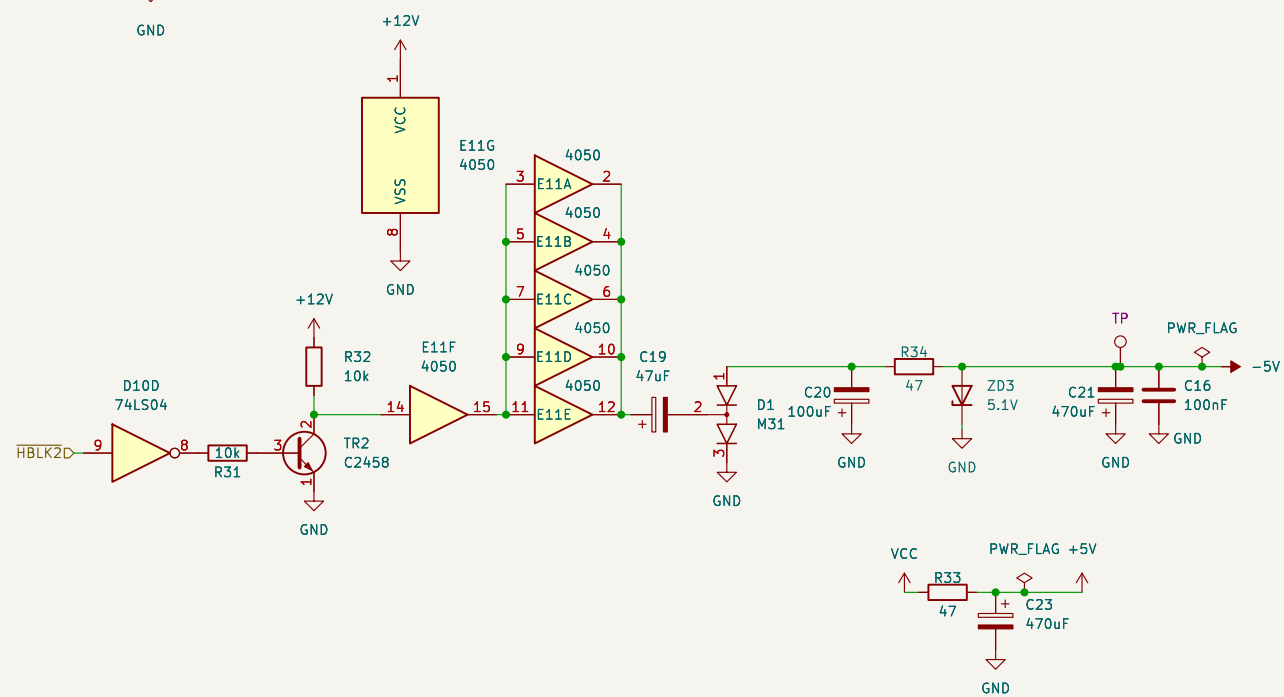 GND
+12V
1
VCC
VSS
E11G
4050
8
GND
4050
3
E11A
2
4050
5
E11B
4
4050
7
E11C
6
4050
9
E11D
10
4050
11
E11E
12
+12V
R32
10k
E11F
4050
14
15
D10D
74LS04
HBLK2
9
8
10k
R31
3
2
TR2
C2458
1
GND
C19
47uF
+
2
1
D1
M31
3
GND
C20
100uF
+
GND
R34
47
ZD3
5.1V
GND
TP
PWR_FLAG
-5V
C21
470uF
+
GND
C16
100nF
GND
VCC
R33
47
PWR_FLAG
+5V
+
C23
470uF
GND